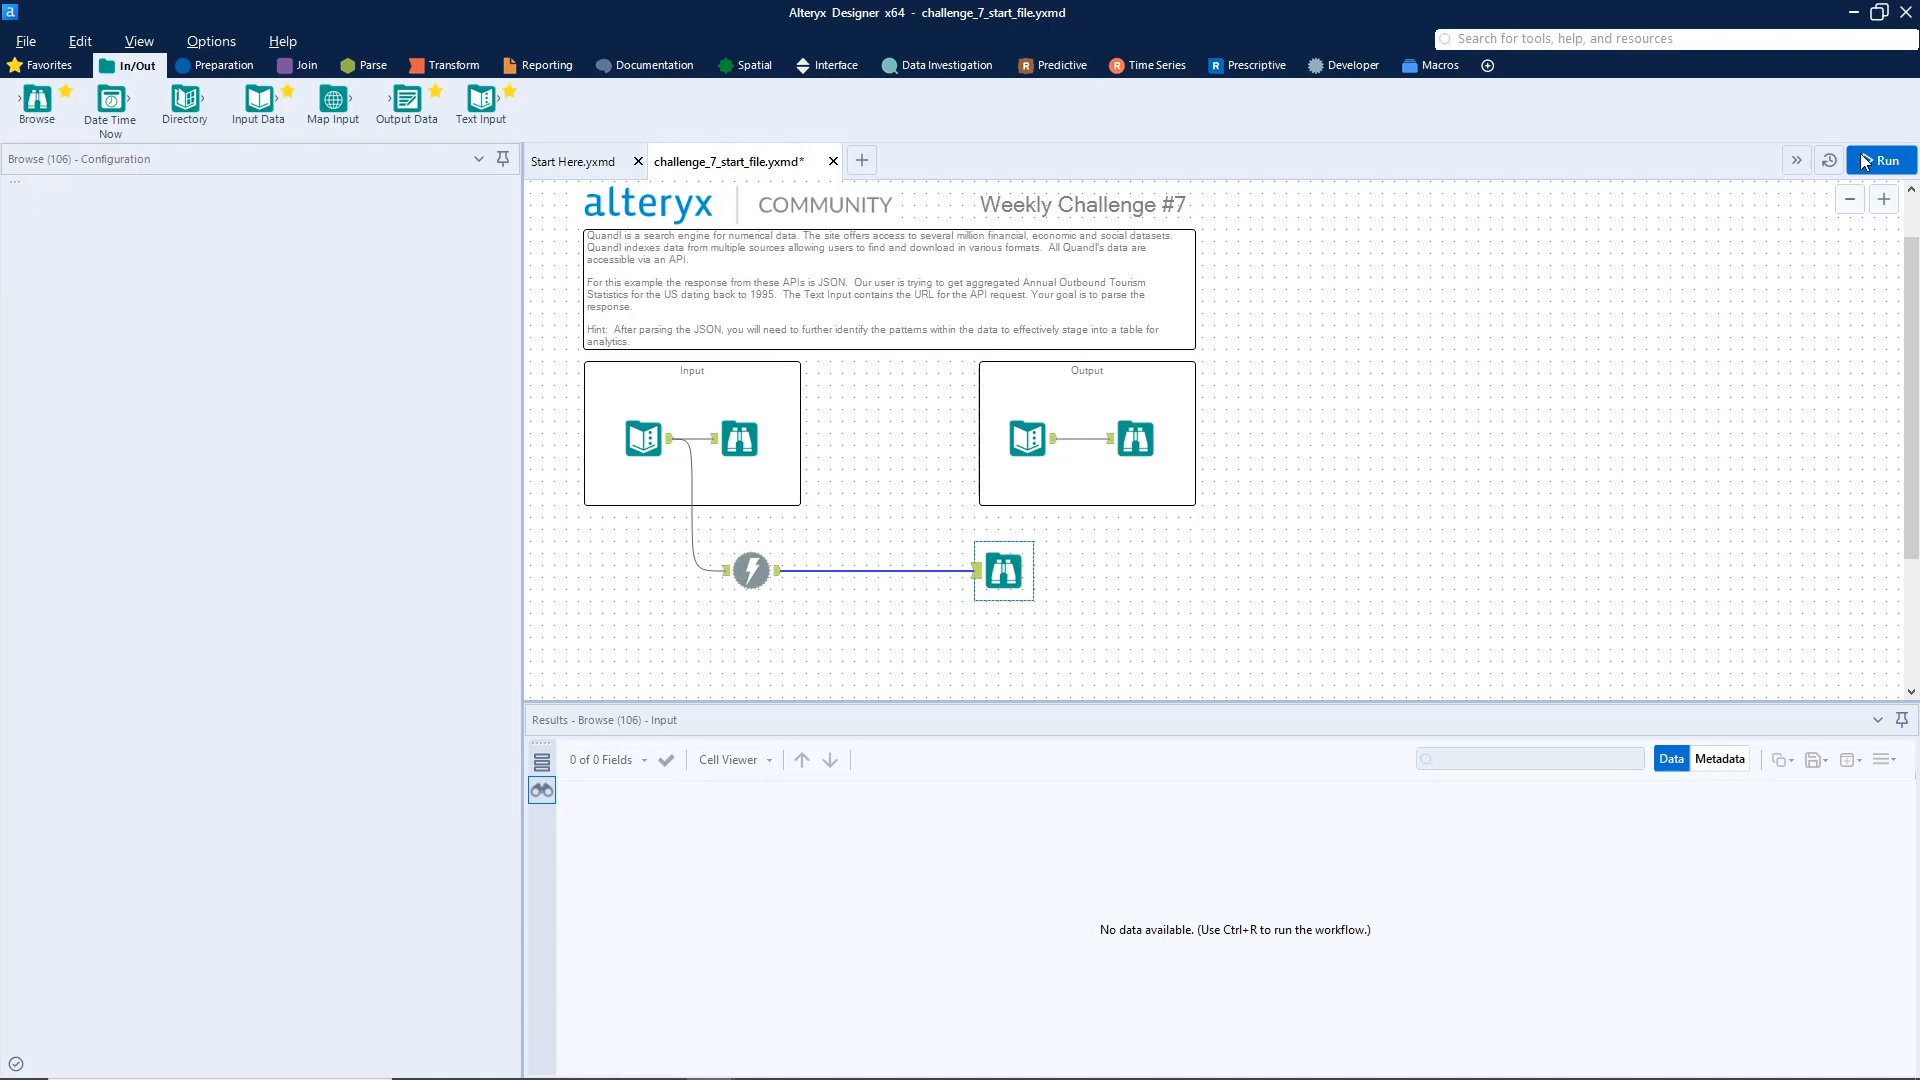 a
Alteryx Designer x64 - challenge_7_start_file.yxmd
File Edit View Options Help
Search for tools, help, and resources
Favorites In/Out Preparation Join Parse Transform Reporting Documentation Spatial Interface Data Investigation Predictive Time Series Prescriptive Developer Macros
Browse
Date Time
Now
Directory
Input Data
Map Input
Output Data
Text Input
Browse (106) - Configuration
Start Here.yxmd
challenge_7_start_file.yxmd*
Run
alteryx COMMUNITY Weekly Challenge #7
Quandl is a search engine for numerical data. The site offers access to several million financial, economic and social datasets.
Quandl indexes data from multiple sources allowing users to find and download in various formats. All Quandl's data are
accessible via an API.
For this example the response from these APIs is JSON. Our user is trying to get aggregated Annual Outbound Tourism
Statistics for the US dating back to 1995. The Text Input contains the URL for the API request. Your goal is to parse the
response.
Hint: After parsing the JSON, you will need to further identify the patterns within the data to effectively stage into a table for
analytics.
Input
Output
Results - Browse (106) - Input
0 of 0 Fields Cell Viewer Data Metadata
No data available. (Use Ctrl+R to run the workflow.)